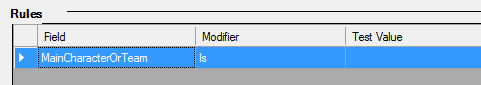 Rules
Field Modifier Test Value
MainCharacterOrTeam Is